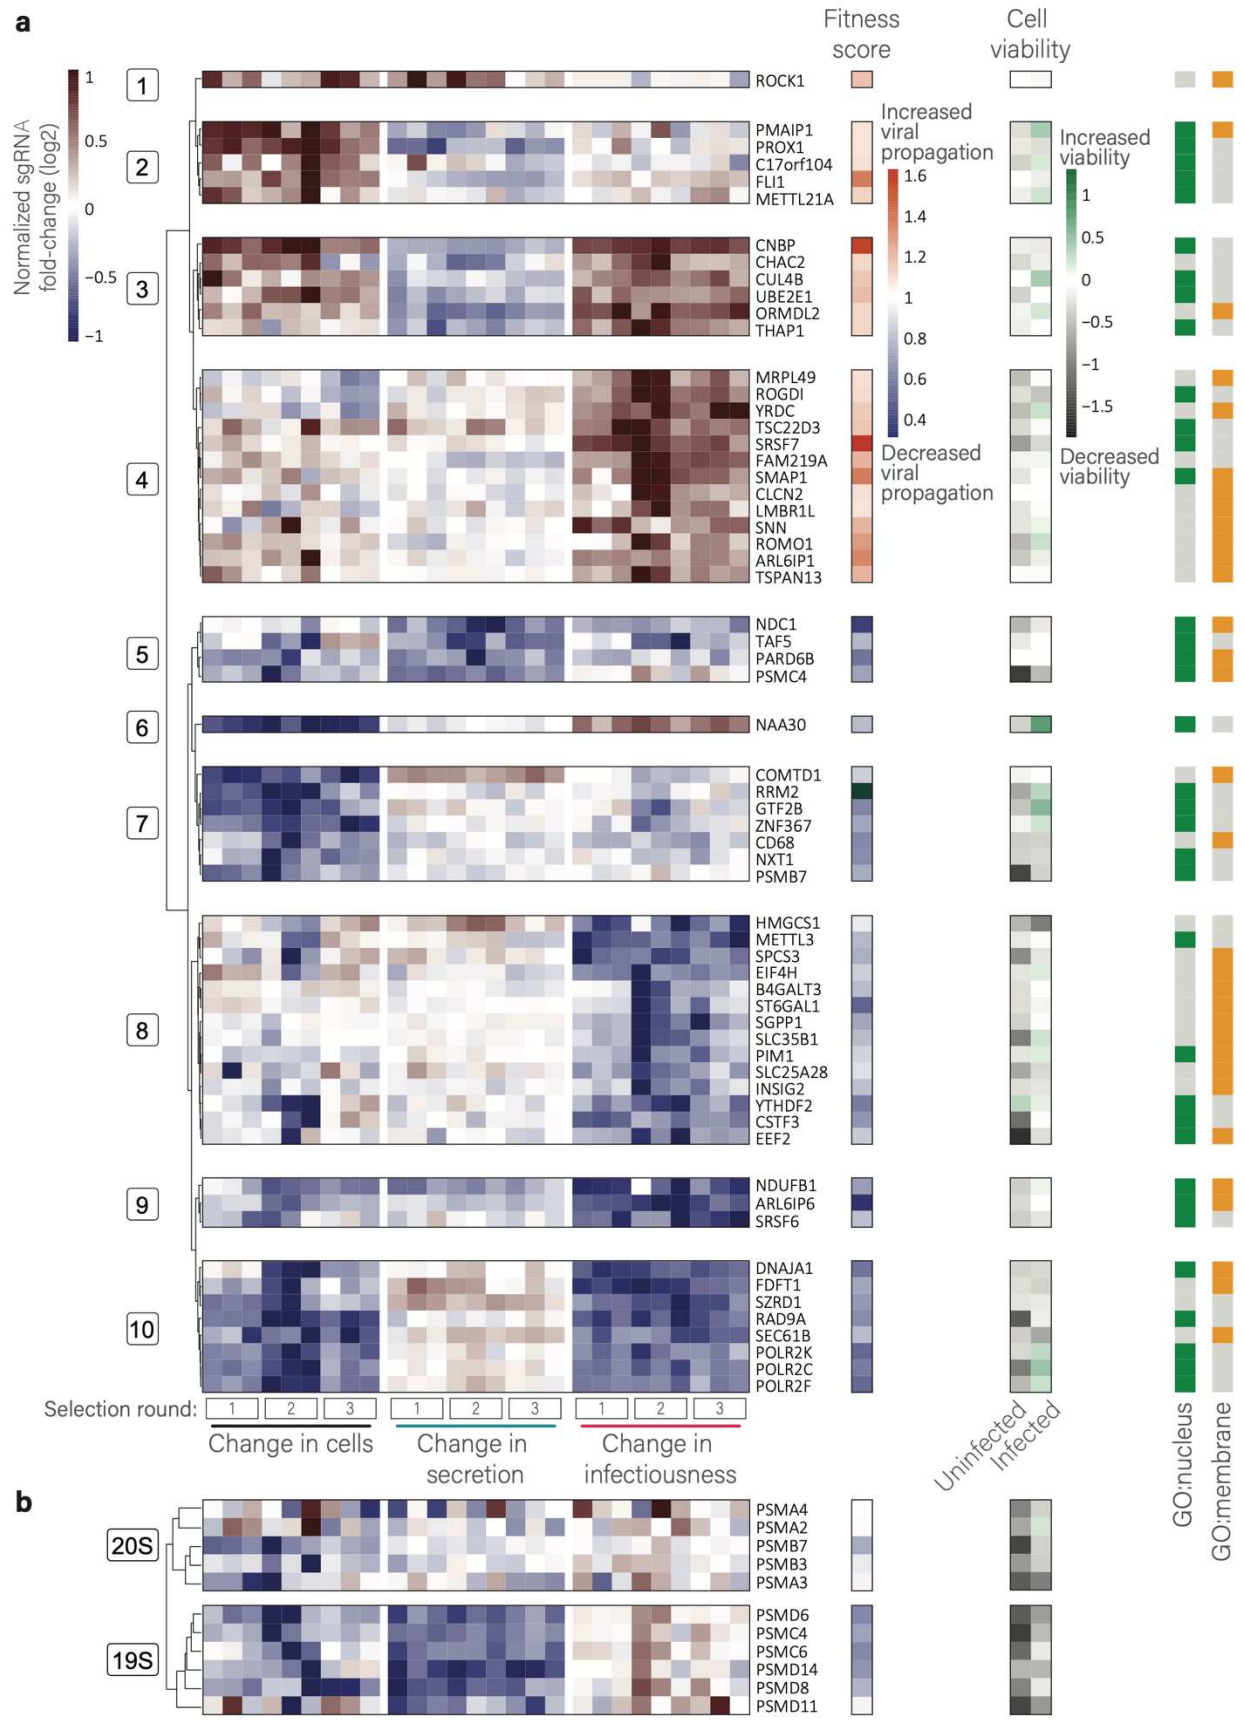 a
Fitness
score
Cell
viability
Normalized sgRNA
fold-change (log2)
1
0.5
0
−0.5
−1
1
ROCK1
2
PMAIP1
PROX1
C17orf104
FLI1
METTL21A
3
CNBP
CHAC2
CUL4B
UBE2E1
ORMDL2
THAP1
4
MRPL49
ROGDI
YRDC
TSC22D3
SRSF7
FAM219A
SMAP1
CLCN2
LMBR1L
SNN
ROMO1
ARL6IP1
TSPAN13
5
NDC1
TAF5
PARD6B
PSMC4
6
NAA30
7
COMTD1
RRM2
GTF2B
ZNF367
CD68
NXT1
PSMB7
8
HMGCS1
METTL3
SPCS3
EIF4H
B4GALT3
ST6GAL1
SGPP1
SLC35B1
PIM1
SLC25A28
INSIG2
YTHDF2
CSTF3
EEF2
9
NDUFB1
ARL6IP6
SRSF6
10
DNAJA1
FDFT1
SZRD1
RAD9A
SEC61B
POLR2K
POLR2C
POLR2F
Increased
viral
propagation
1.6
1.4
1.2
1
0.8
0.6
0.4
Decreased
viral
propagation
Increased
viability
1
0.5
0
−0.5
−1
−1.5
Decreased
viability
Selection round:
1 2 3 1 2 3 1 2 3
Change in cells
Change in
secretion
Change in
infectiousness
Uninfected
Infected
GO:nucleus
GO:membrane
b
20S
PSMA4
PSMA2
PSMB7
PSMB3
PSMA3
19S
PSMD6
PSMC4
PSMC6
PSMD14
PSMD8
PSMD11